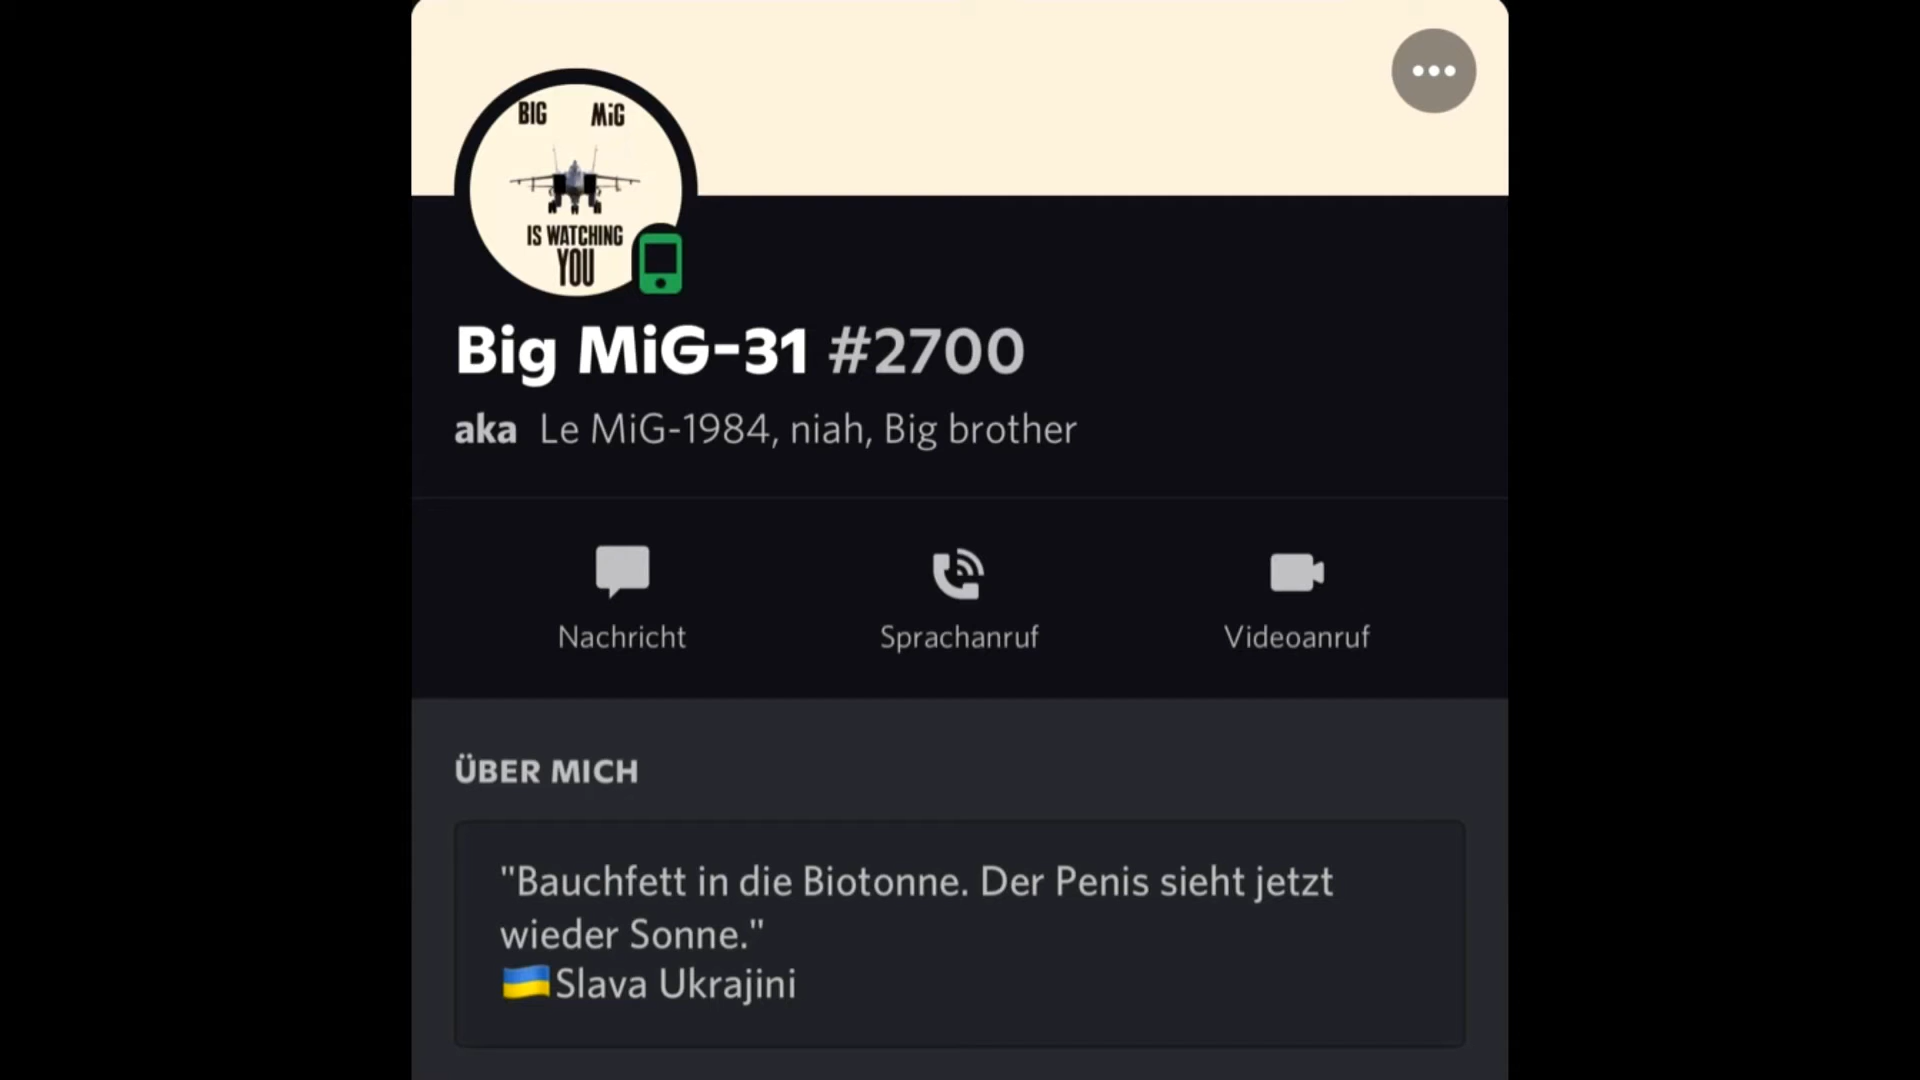 BIG MiG
IS WATCHING
YOU
Big MiG-31 #2700
aka Le MiG-1984, niah, Big brother
Nachricht Sprachanruf Videoanruf
ÜBER MICH
"Bauchfett in die Biotonne. Der Penis sieht jetzt
wieder Sonne."
🇺🇦Slava Ukrajini